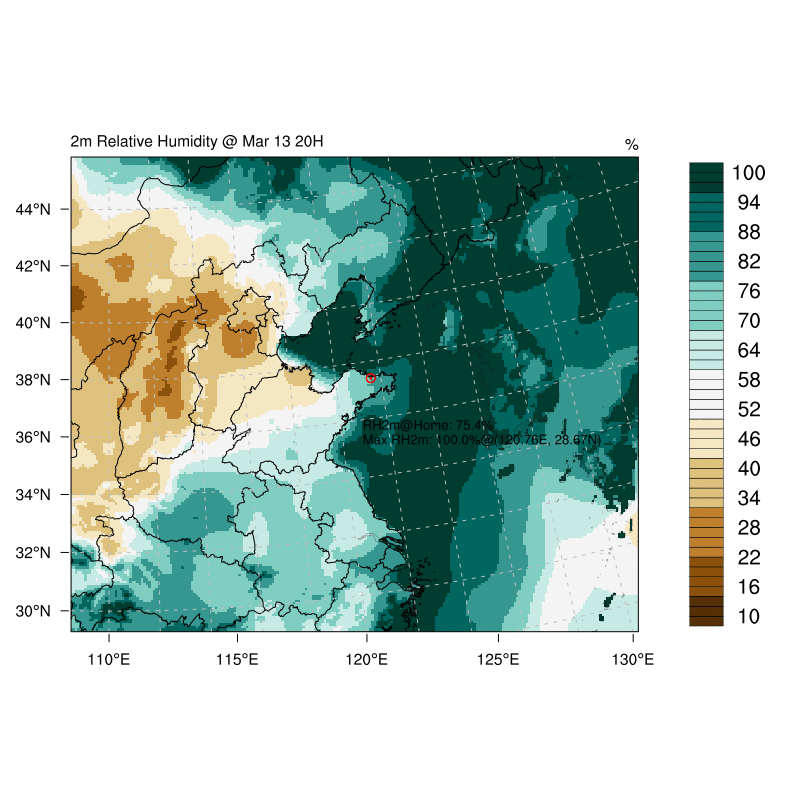 2m Relative Humidity @ Mar 13 20H
%
100
94
88
82
76
70
64
58
52
46
40
34
28
22
16
10
44°N
42°N
40°N
38°N
36°N
34°N
32°N
30°N
RH2m@Home: 75.4%
Max RH2m: 100.0%@(120.76E, 28.67N)
110°E 115°E 120°E 125°E 130°E